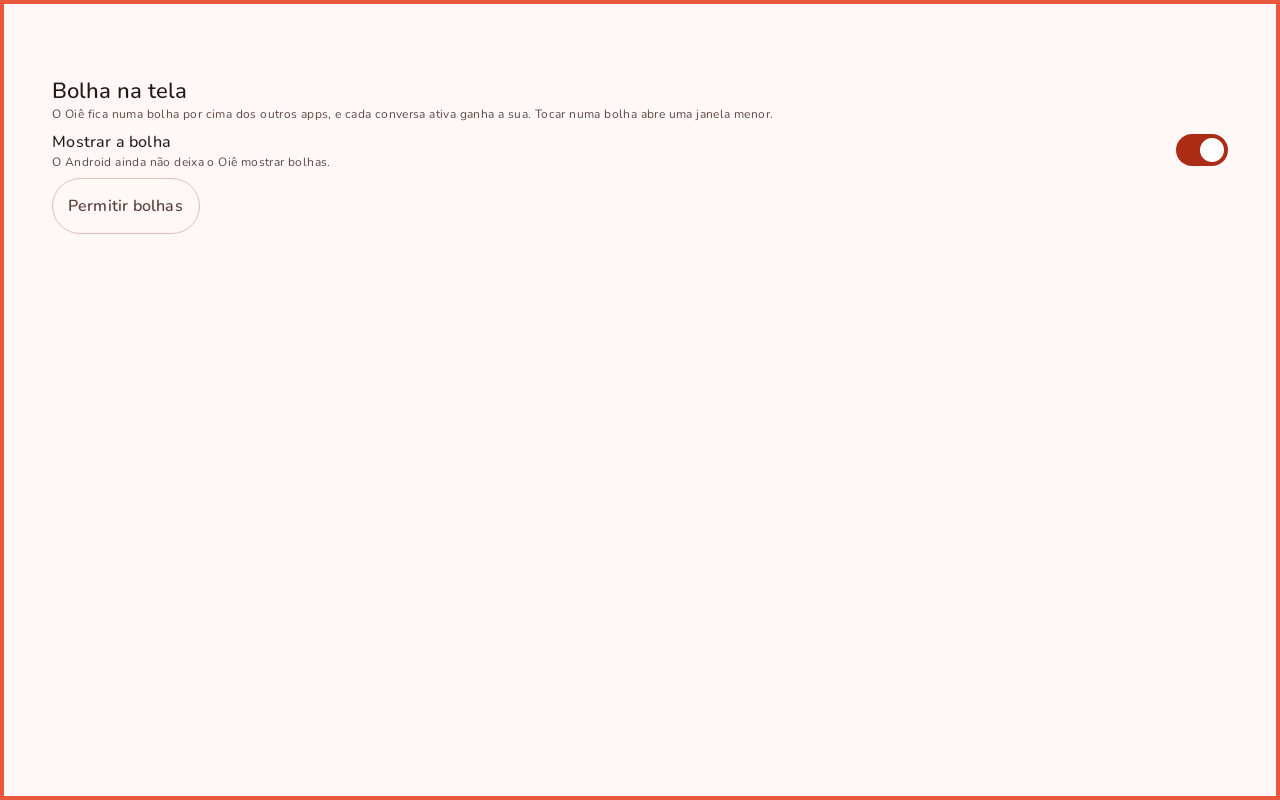 Bolha na tela
O Oiê fica numa bolha por cima dos outros apps, e cada conversa ativa ganha a sua. Tocar numa bolha abre uma janela menor.
Mostrar a bolha
O Android ainda não deixa o Oiê mostrar bolhas.
Permitir bolhas